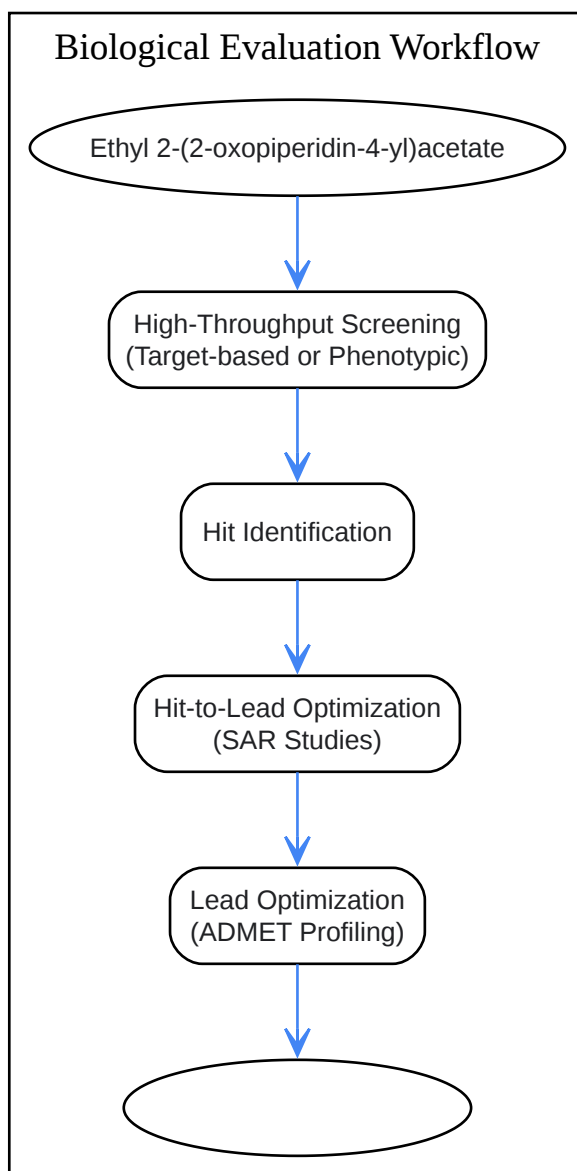 Biological Evaluation Workflow
Ethyl 2-(2-oxopiperidin-4-yl)acetate
High-Throughput Screening
(Target-based or Phenotypic)
Hit Identification
Hit-to-Lead Optimization
(SAR Studies)
Lead Optimization
(ADMET Profiling)